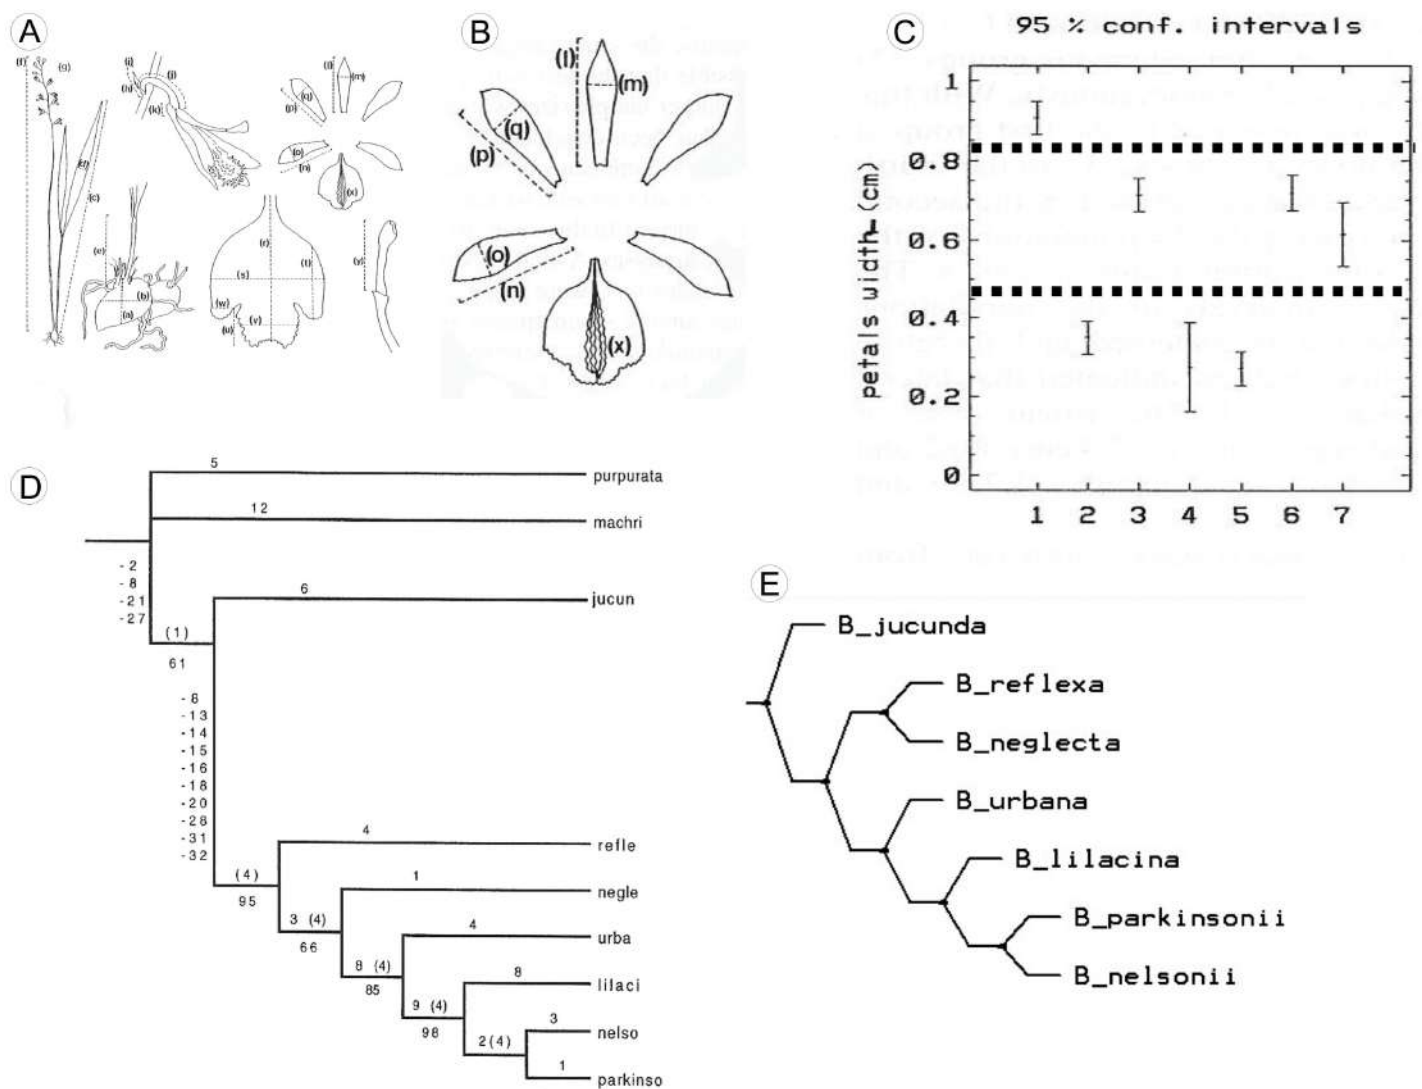 A
(f)
(g)
(d)
(c)
(e)
(b)
(a)
(i)
(h)
(j)
(k)
(l)
(m)
(q)
(p)
(o)
(n)
(x)
(r)
(s)
(t)
(w)
(u)
(v)
(y)
B
(l)
(m)
(q)
(p)
(o)
(n)
(x)
C
95 % conf. intervals
petals width (cm)
1
0.8
0.6
0.4
0.2
0
1 2 3 4 5 6 7
D
5
purpurata
12
machri
-2
-8
-21
-27
6
jucun
(1)
61
-8
-13
-14
-15
-16
-18
-20
-28
-31
-32
4
refle
(4)
95
1
negle
3 (4)
66
4
urba
8 (4)
85
8
lilaci
9 (4)
98
3
nelso
2(4)
1
parkinso
E
B_jucunda
B_reflexa
B_neglecta
B_urbana
B_lilacina
B_parkinsonii
B_nelsonii